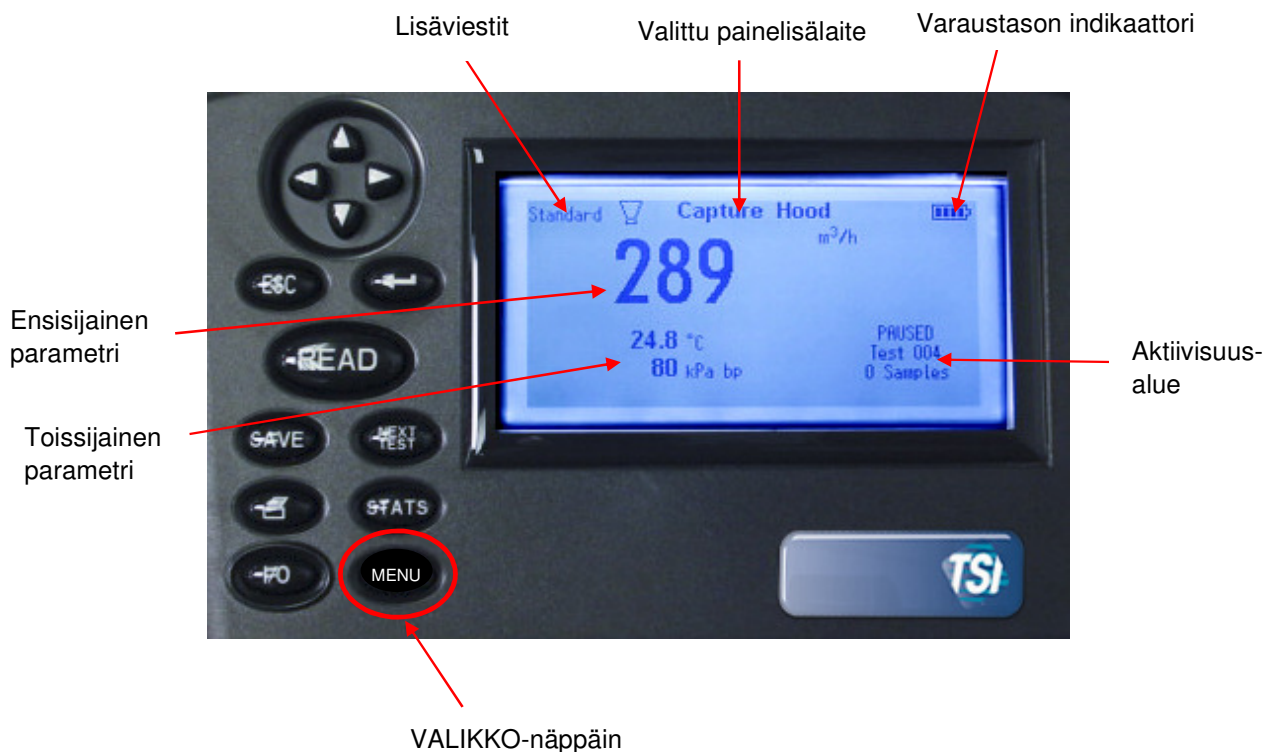 Lisäviestit
Valittu painelisälaite
Varaustason indikaattori
Standard
Capture Hood
m³/h
289
24.8 °C
80 kPa bp
PAUSED
Test 004
0 Samples
Ensisijainen
parametri
Toissijainen
parametri
Aktiivisuus-
alue
ESC
READ
SAVE
NEXT
TEST
STATS
I/O
MENU
TSI
VALIKKO-näppäin